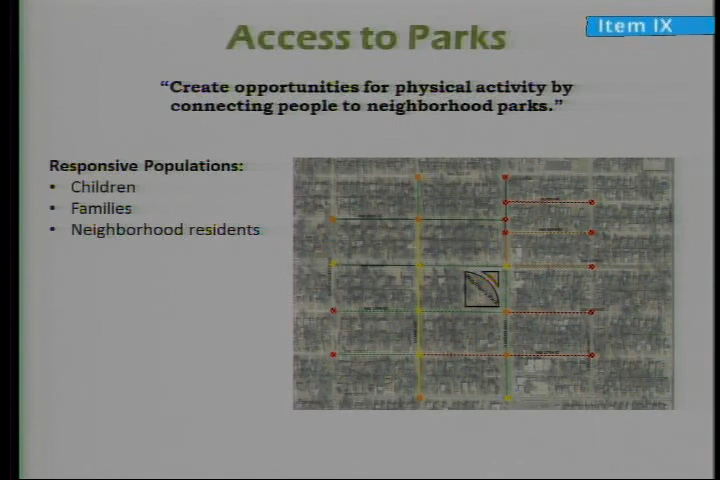 Access to Parks
Item IX
“Create opportunities for physical activity by
connecting people to neighborhood parks.”
Responsive Populations:
• Children
• Families
• Neighborhood residents